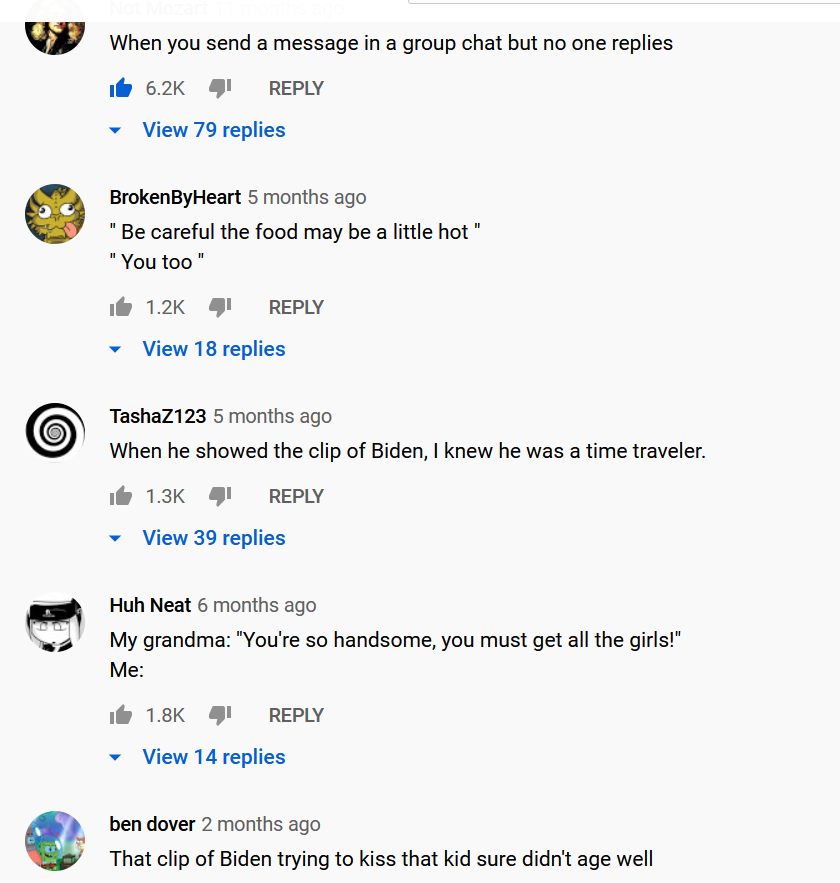 Not Mozart 11 months ago
When you send a message in a group chat but no one replies
6.2K REPLY
View 79 replies
BrokenByHeart 5 months ago
" Be careful the food may be a little hot "
" You too "
1.2K REPLY
View 18 replies
TashaZ123 5 months ago
When he showed the clip of Biden, I knew he was a time traveler.
1.3K REPLY
View 39 replies
Huh Neat 6 months ago
My grandma: "You're so handsome, you must get all the girls!"
Me:
1.8K REPLY
View 14 replies
ben dover 2 months ago
That clip of Biden trying to kiss that kid sure didn't age well